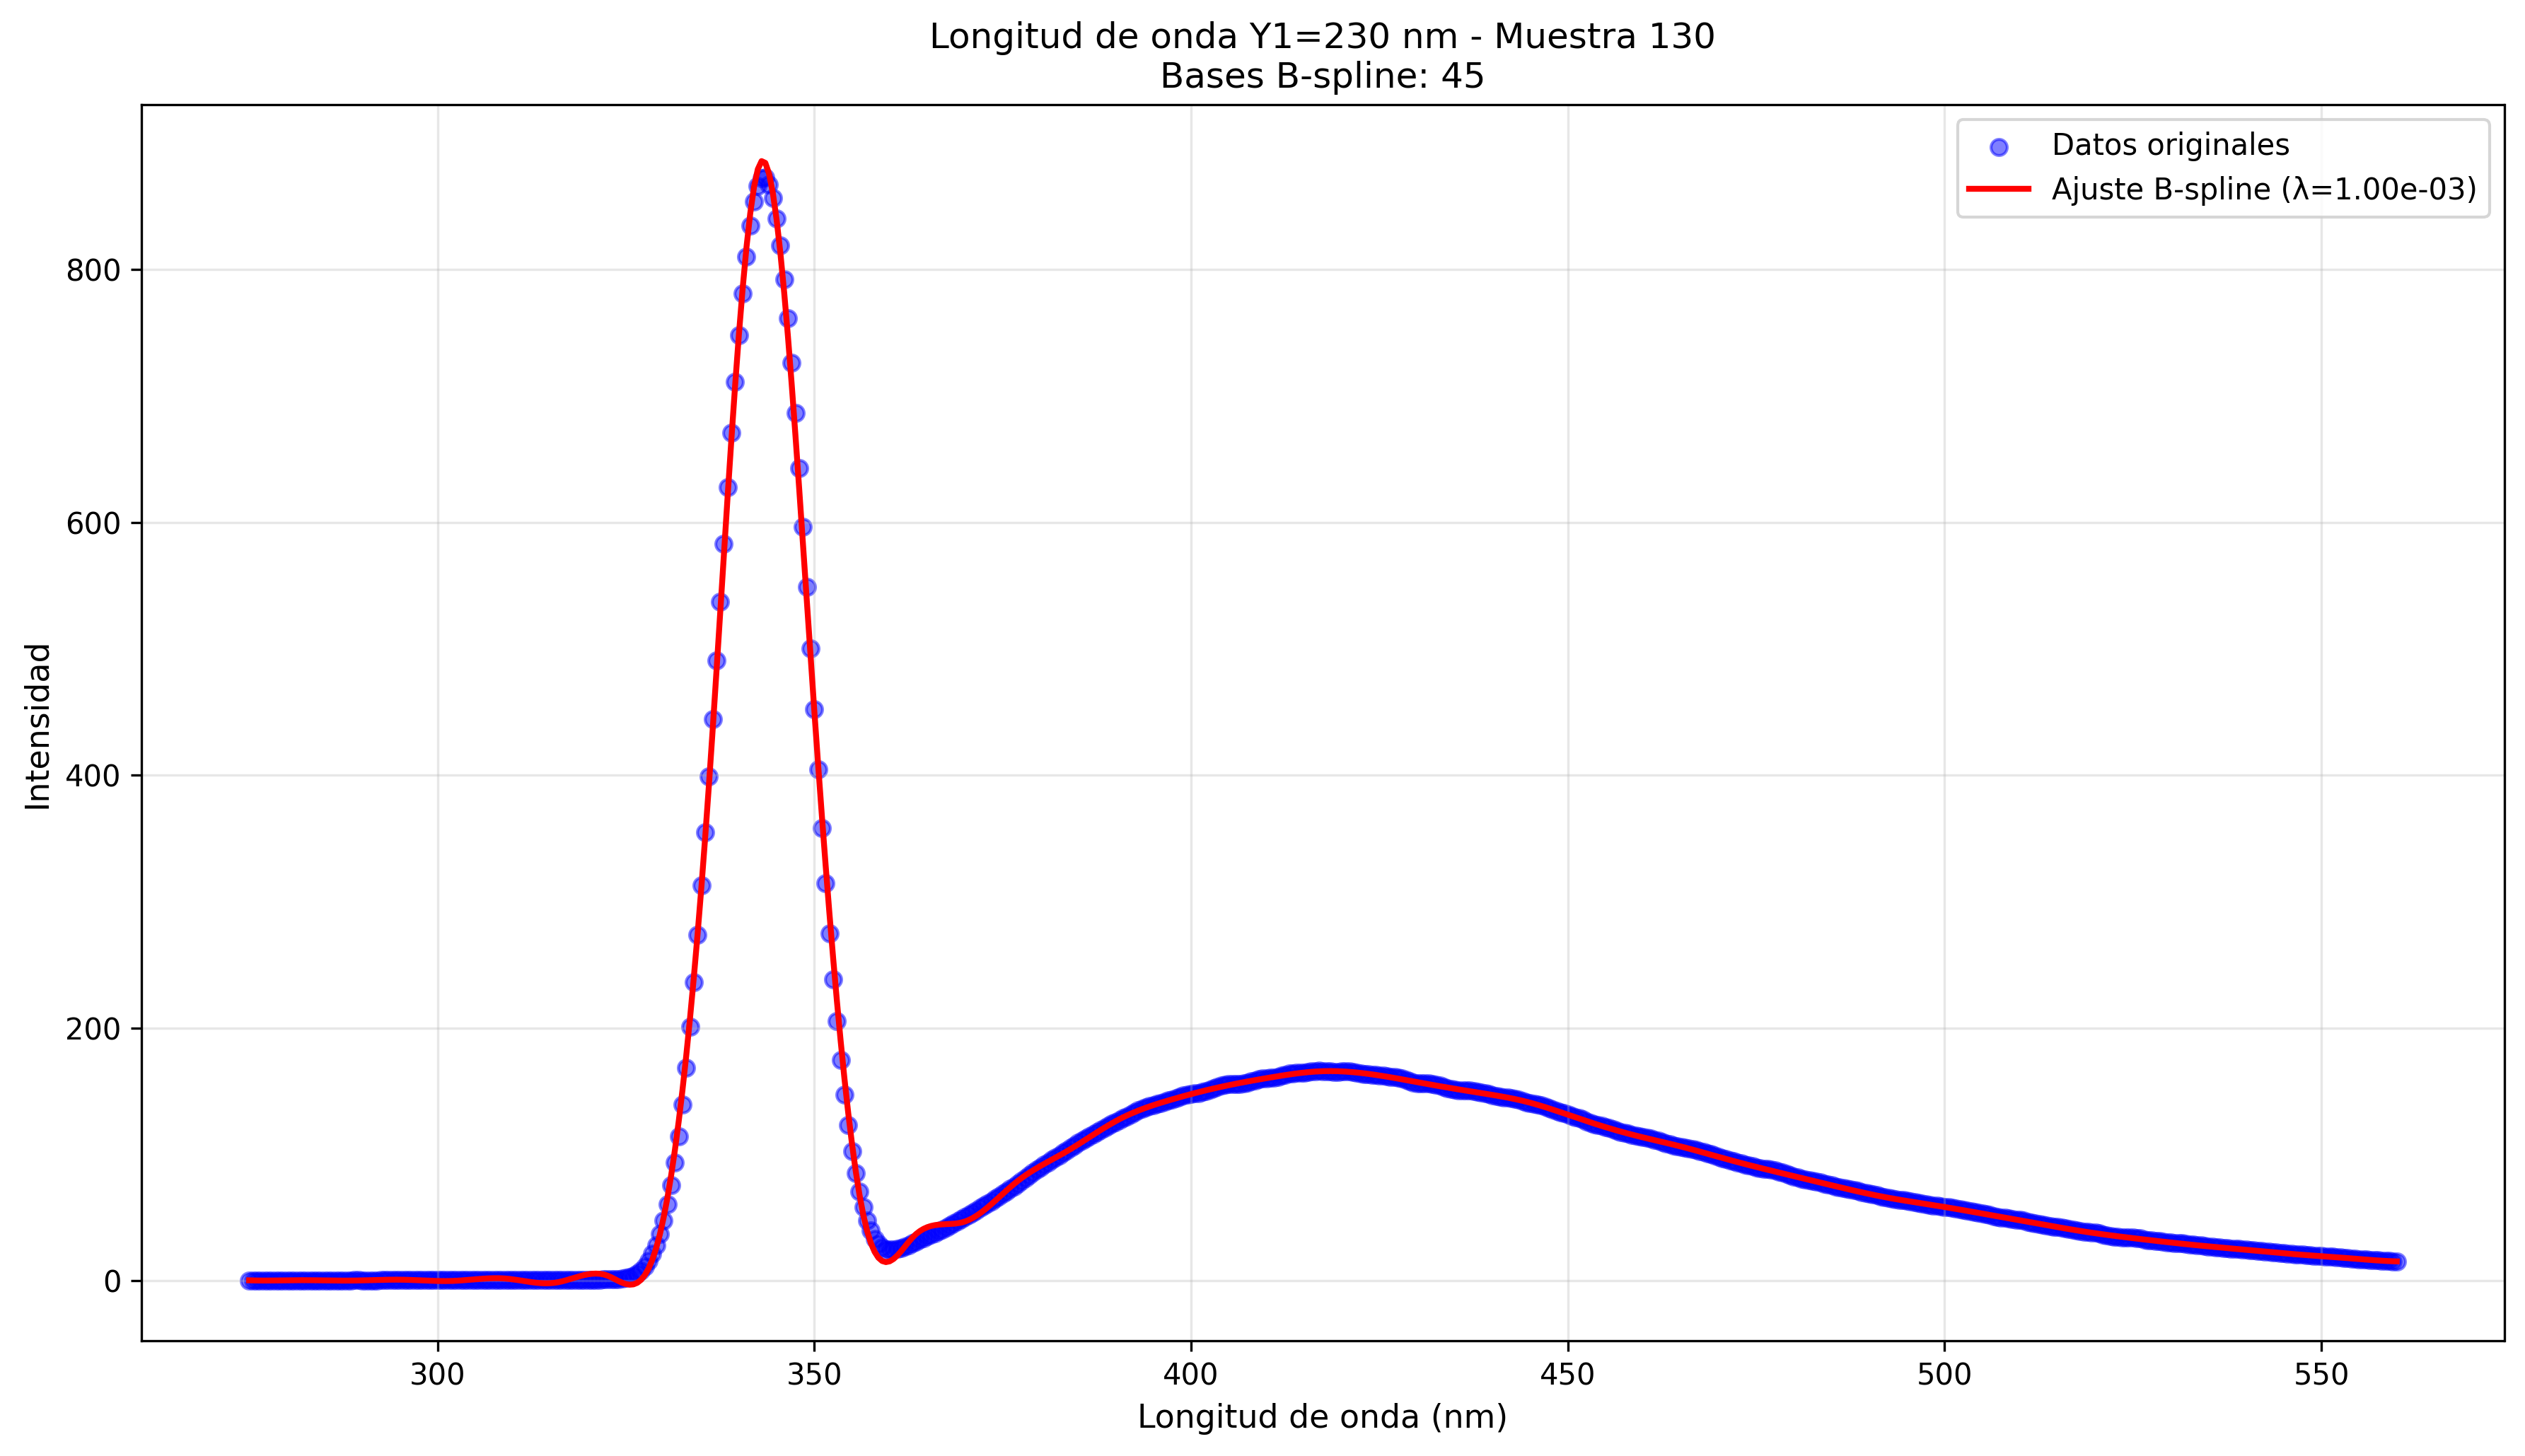 Longitud de onda Y1=230 nm - Muestra 130
Bases B-spline: 45
Datos originales
Ajuste B-spline (λ=1.00e-03)
Intensidad
800
600
400
200
0
300
350
400
450
500
550
Longitud de onda (nm)